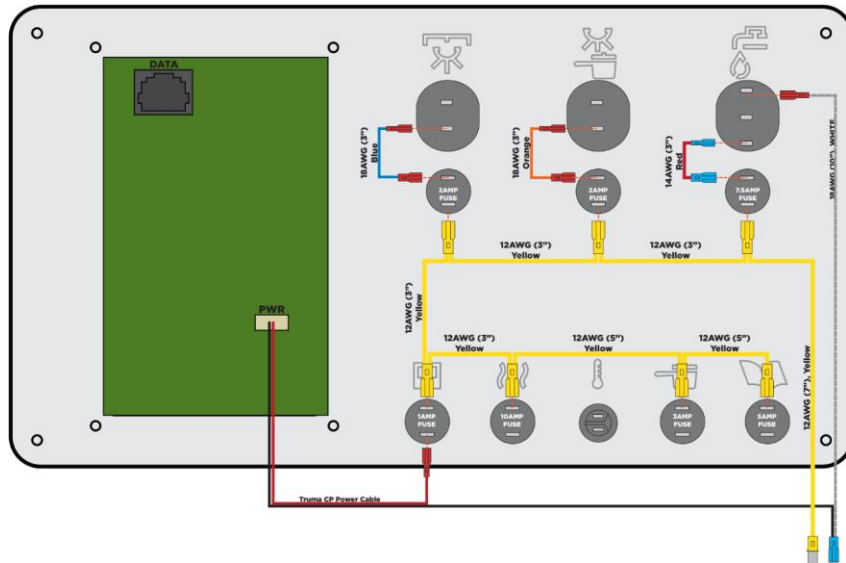 DATA
PWR
18AWG (3")
Blue
2AMP
FUSE
18AWG (3")
Orange
2AMP
FUSE
14AWG (3")
Red
7.5AMP
FUSE
18AWG (10"), WHITE
12AWG (3")
Yellow
12AWG (3")
Yellow
12AWG (3")
Yellow
12AWG (3")
Yellow
12AWG (5")
Yellow
12AWG (5")
Yellow
12AWG (7"), Yellow
1AMP
FUSE
10AMP
FUSE
3AMP
FUSE
5AMP
FUSE
Truma CP Power Cable